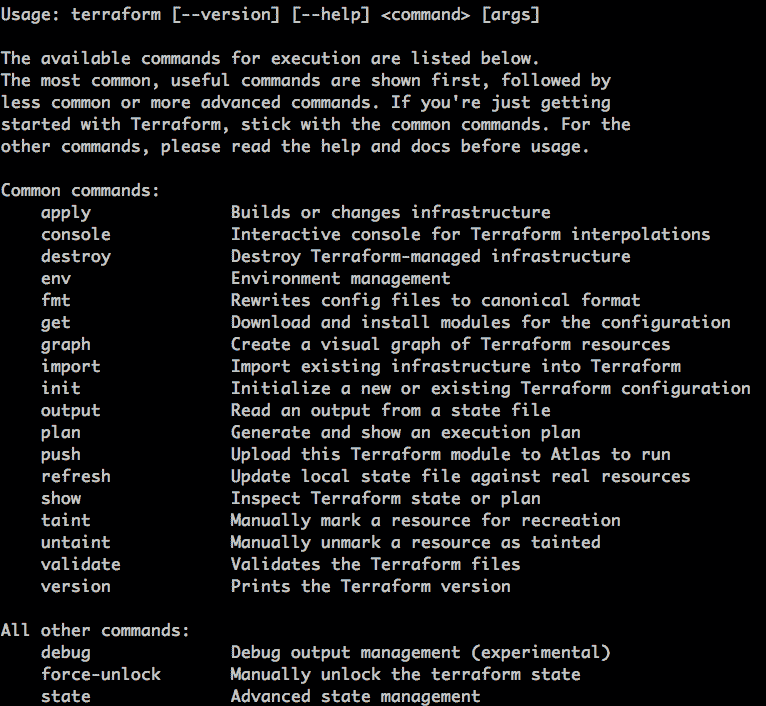 Usage: terraform [--version] [--help] <command> [args]
The available commands for execution are listed below.
The most common, useful commands are shown first, followed by
less common or more advanced commands. If you're just getting
started with Terraform, stick with the common commands. For the
other commands, please read the help and docs before usage.
Common commands:
    apply              Builds or changes infrastructure
    console            Interactive console for Terraform interpolations
    destroy            Destroy Terraform-managed infrastructure
    env                Environment management
    fmt                Rewrites config files to canonical format
    get                Download and install modules for the configuration
    graph              Create a visual graph of Terraform resources
    import             Import existing infrastructure into Terraform
    init               Initialize a new or existing Terraform configuration
    output             Read an output from a state file
    plan               Generate and show an execution plan
    push               Upload this Terraform module to Atlas to run
    refresh            Update local state file against real resources
    show               Inspect Terraform state or plan
    taint              Manually mark a resource for recreation
    untaint            Manually unmark a resource as tainted
    validate           Validates the Terraform files
    version            Prints the Terraform version
All other commands:
    debug              Debug output management (experimental)
    force-unlock       Manually unlock the terraform state
    state              Advanced state management